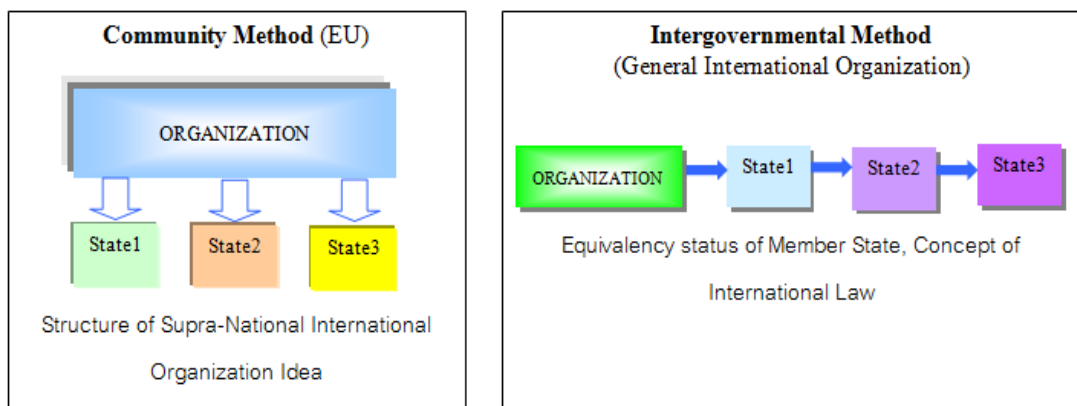 Community Method (EU)
ORGANIZATION
State1
State2
State3
Structure of Supra-National International
Organization Idea
Intergovernmental Method
(General International Organization)
ORGANIZATION
State1
State2
State3
Equivalency status of Member State, Concept of
International Law